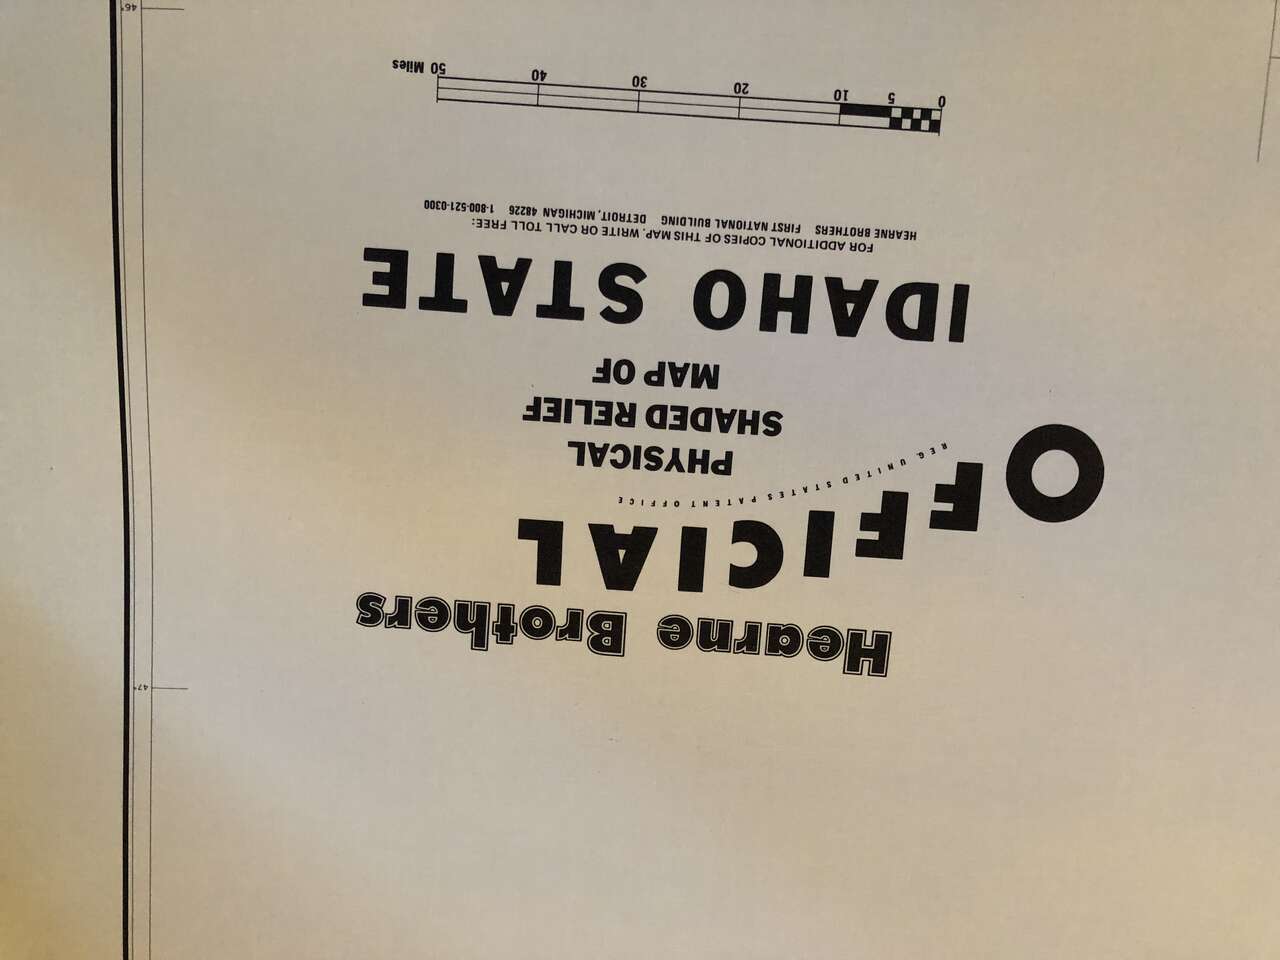 47°
Hearne Brothers
OFFICIAL
REG. UNITED STATES PATENT OFFICE
PHYSICAL
SHADED RELIEF
MAP OF
IDAHO STATE
FOR ADDITIONAL COPIES OF THIS MAP, WRITE OR CALL TOLL FREE:
HEARNE BROTHERS FIRST NATIONAL BUILDING DETROIT, MICHIGAN 48226 1-800-521-0300
0 5 10 20 30 40 50 Miles
46°